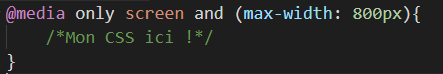 @media only screen and (max-width: 800px){
/*Mon CSS ici !*/
}